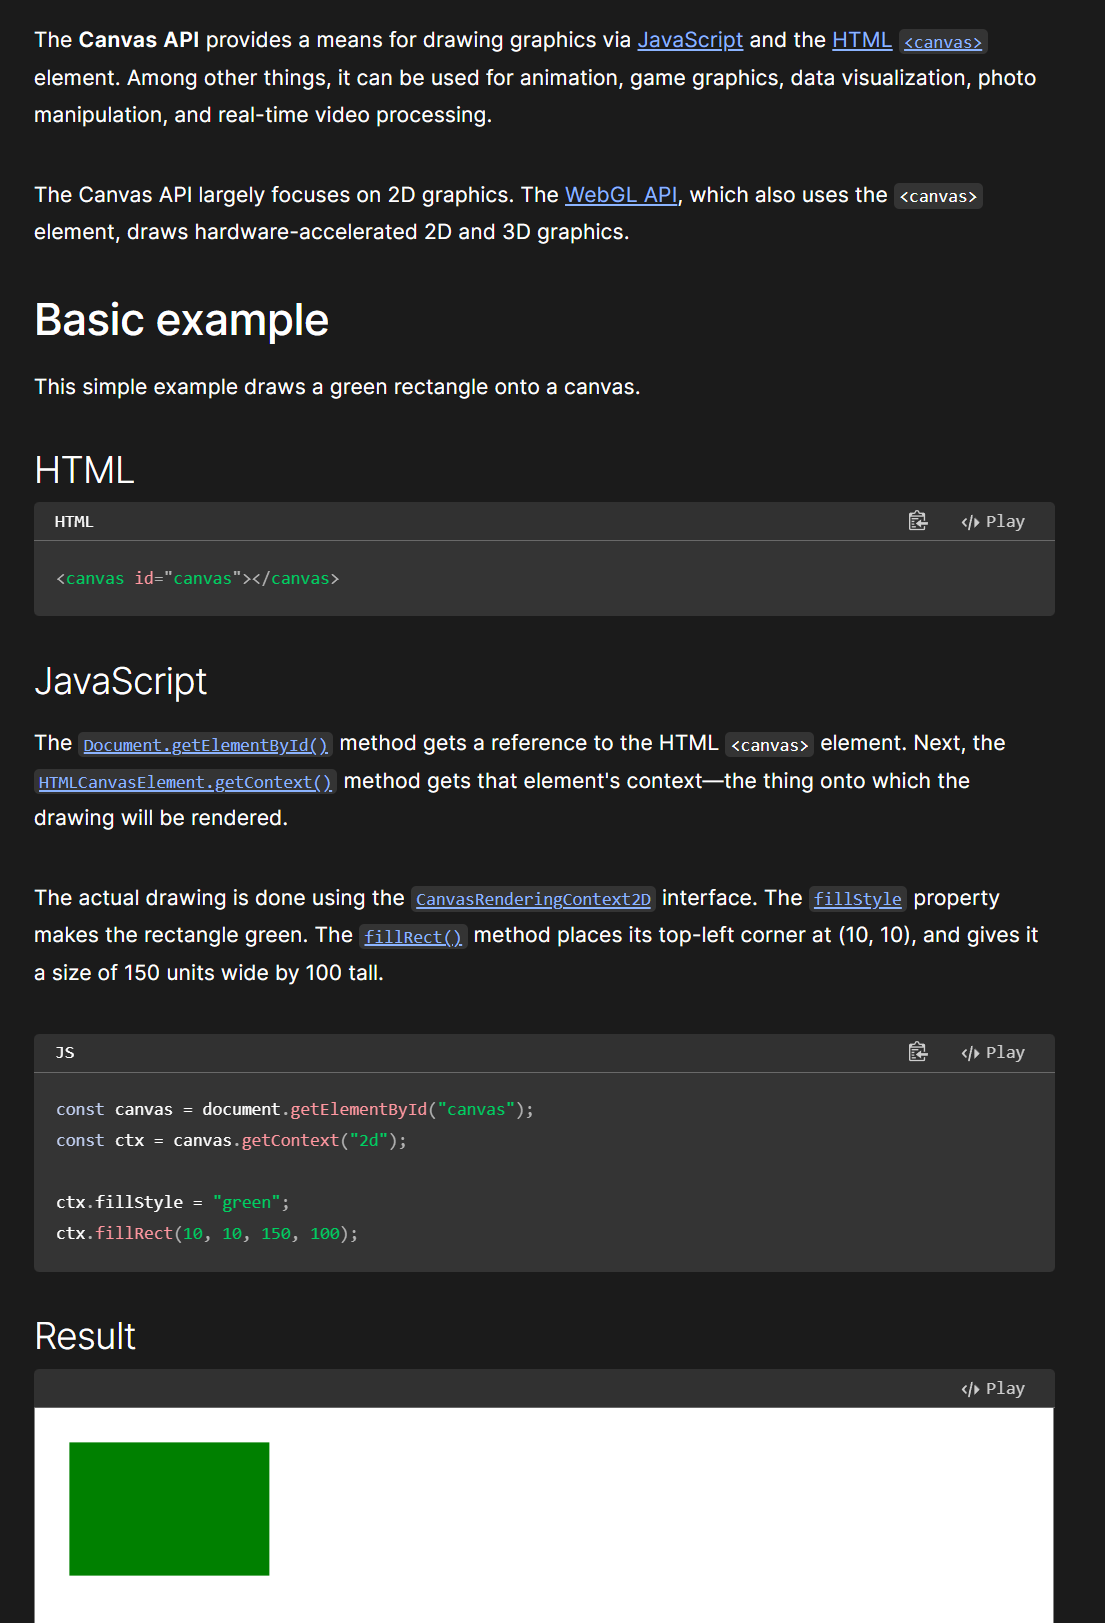 The Canvas API provides a means for drawing graphics via JavaScript and the HTML <canvas>
element. Among other things, it can be used for animation, game graphics, data visualization, photo
manipulation, and real-time video processing.
The Canvas API largely focuses on 2D graphics. The WebGL API, which also uses the <canvas>
element, draws hardware-accelerated 2D and 3D graphics.
Basic example
This simple example draws a green rectangle onto a canvas.
HTML
HTML Play
<canvas id="canvas"></canvas>
JavaScript
The Document.getElementById() method gets a reference to the HTML <canvas> element. Next, the
HTMLCanvasElement.getContext() method gets that element's context—the thing onto which the
drawing will be rendered.
The actual drawing is done using the CanvasRenderingContext2D interface. The fillStyle property
makes the rectangle green. The fillRect() method places its top-left corner at (10, 10), and gives it
a size of 150 units wide by 100 tall.
JS Play
const canvas = document.getElementById("canvas");
const ctx = canvas.getContext("2d");
ctx.fillStyle = "green";
ctx.fillRect(10, 10, 150, 100);
Result
Play